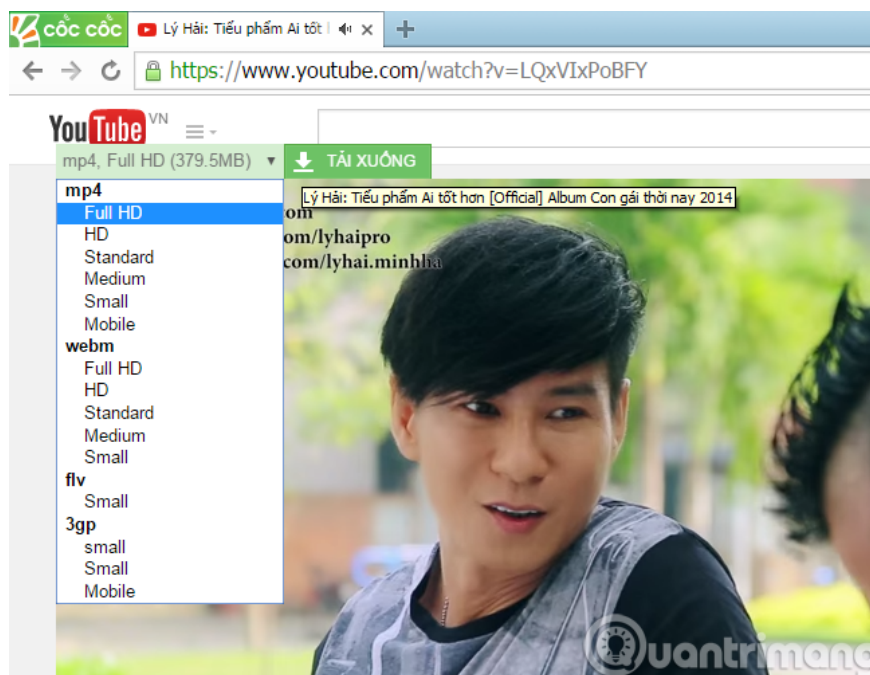 cốc cốc
Lý Hải: Tiểu phẩm Ai tốt
https://www.youtube.com/watch?v=LQxVIxPoBFY
YouTube VN
mp4, Full HD (379.5MB)
TẢI XUỐNG
mp4
Lý Hải: Tiểu phẩm Ai tốt hơn [Official] Album Con gái thời nay 2014
Full HD
om
HD
om/lyhaipro
Standard
com/lyhai.minhha
Medium
Small
Mobile
webm
Full HD
HD
Standard
Medium
Small
flv
Small
3gp
small
Small
Mobile
Quantrimang